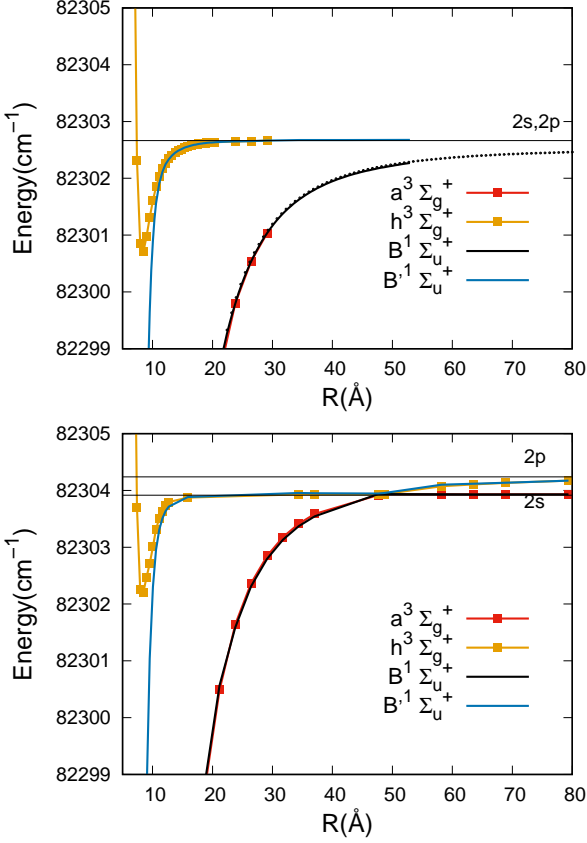 82305
82304
82303
82302
82301
82300
82299
Energy(cm⁻¹)
2s,2p
a³ Σg⁺
h³ Σg⁺
B¹ Σu⁺
B'¹ Σu⁺
10 20 30 40 50 60 70 80
R(Å)
82305
82304
82303
82302
82301
82300
82299
Energy(cm⁻¹)
2p
2s
a³ Σg⁺
h³ Σg⁺
B¹ Σu⁺
B'¹ Σu⁺
10 20 30 40 50 60 70 80
R(Å)